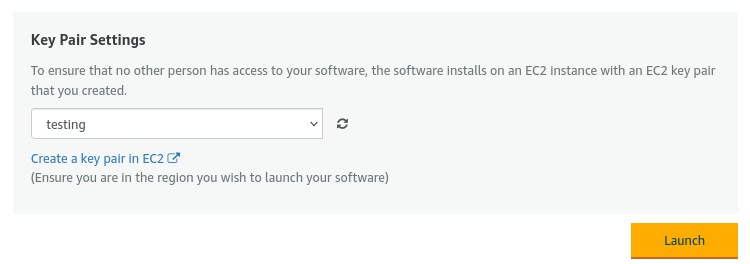 Key Pair Settings
To ensure that no other person has access to your software, the software installs on an EC2 instance with an EC2 key pair
that you created.
testing
Create a key pair in EC2
(Ensure you are in the region you wish to launch your software)
Launch